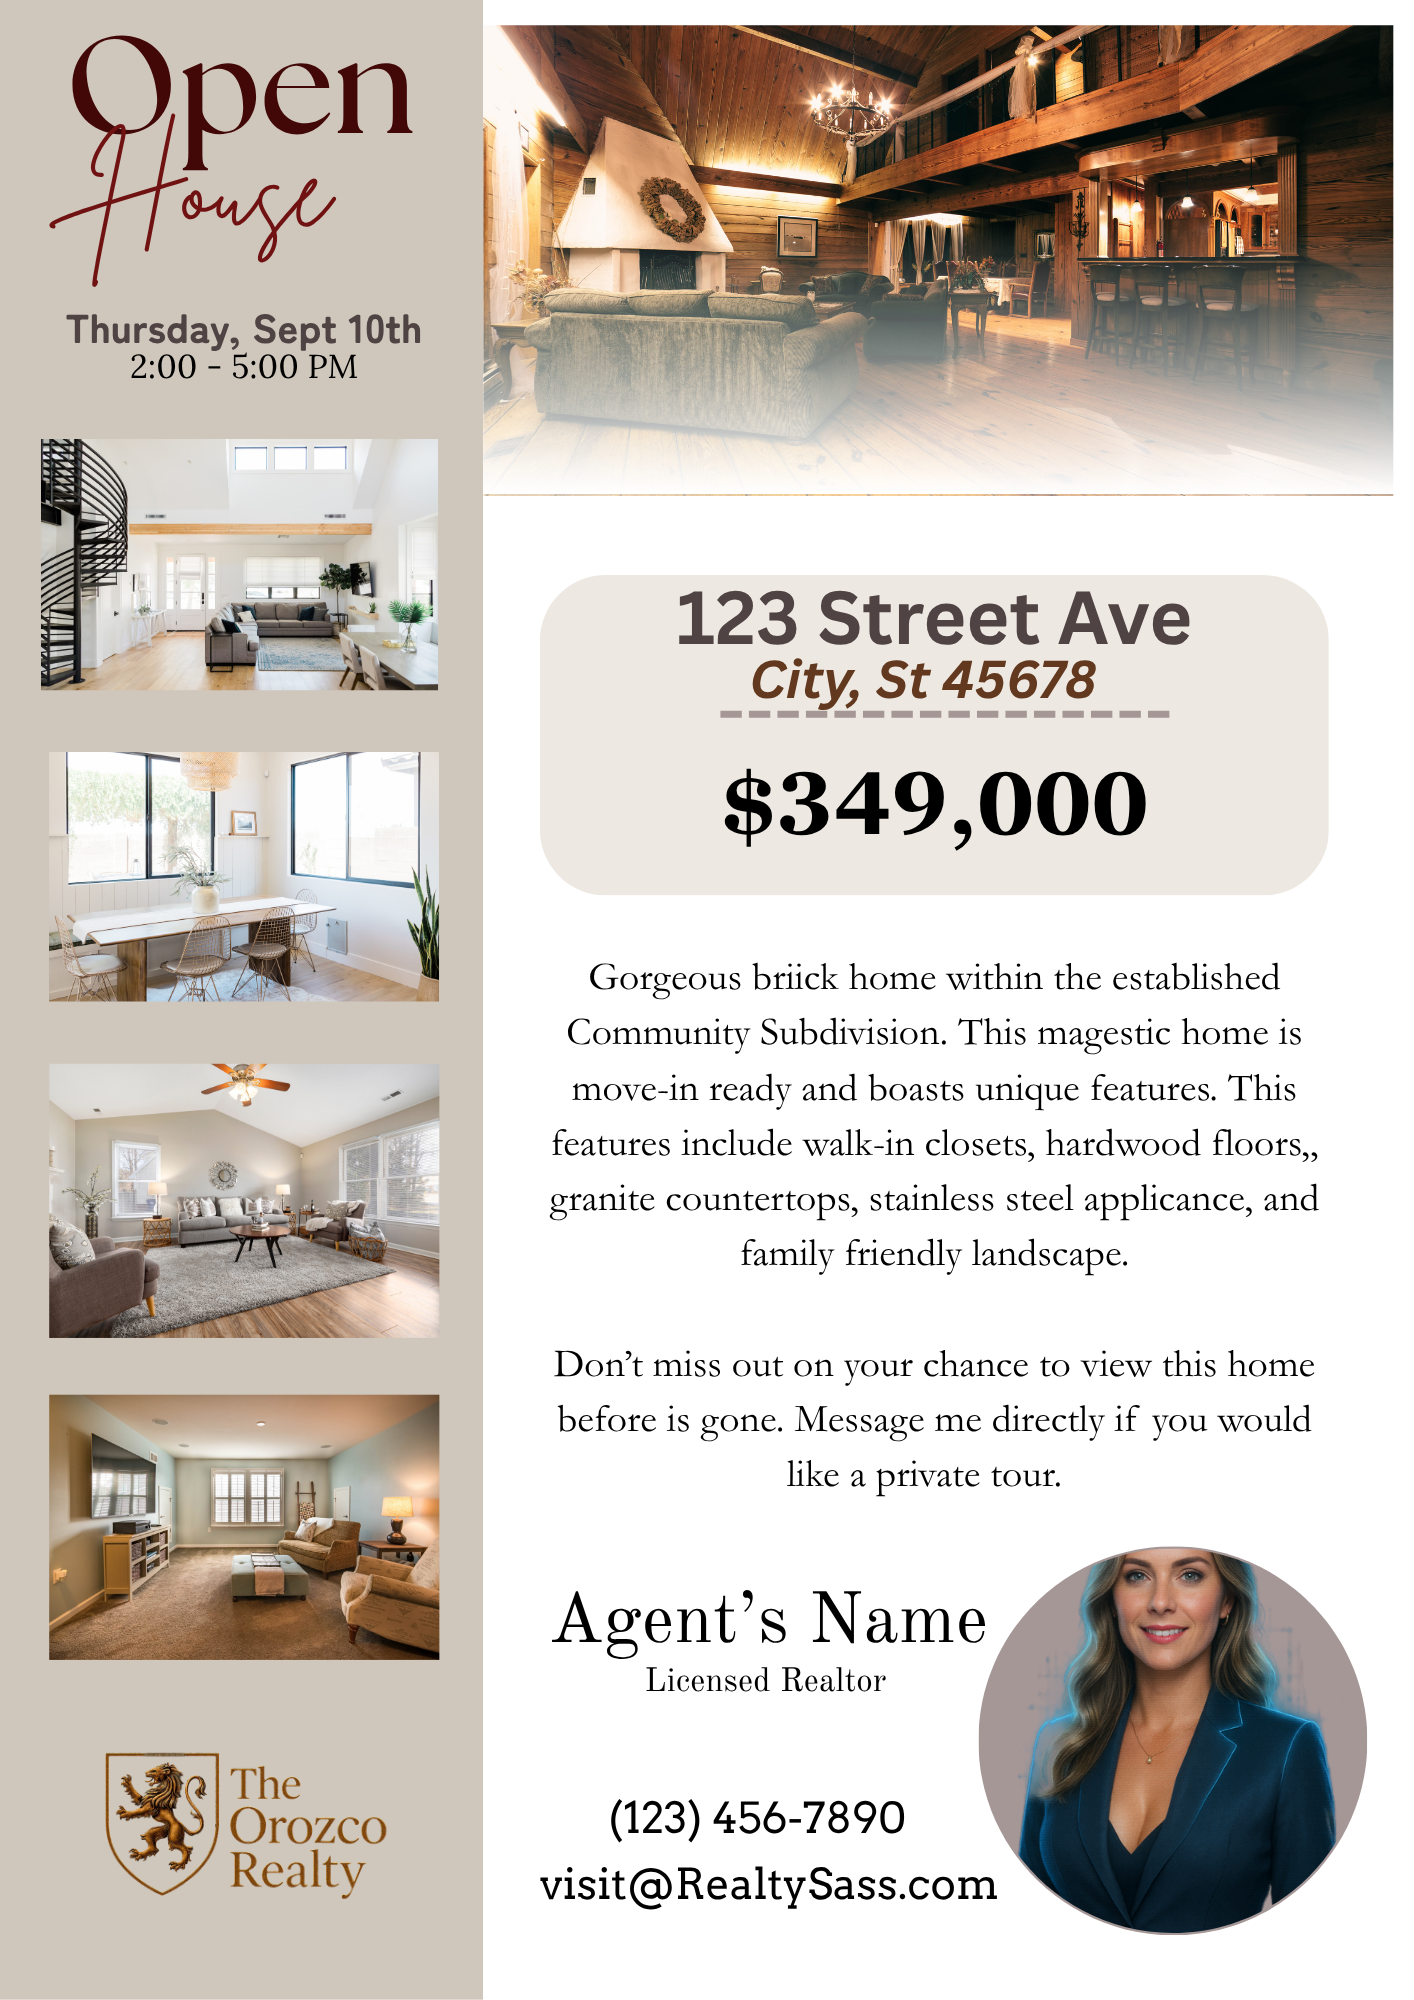 Open
House
Thursday, Sept 10th
2:00 - 5:00 PM
123 Street Ave
City, St 45678
$349,000
Gorgeous briick home within the established
Community Subdivision. This magestic home is
move-in ready and boasts unique features. This
features include walk-in closets, hardwood floors,,
granite countertops, stainless steel applicance, and
family friendly landscape.
Don’t miss out on your chance to view this home
before is gone. Message me directly if you would
like a private tour.
Agent’s Name
Licensed Realtor
(123) 456-7890
visit@RealtySass.com
The
Orozco
Realty